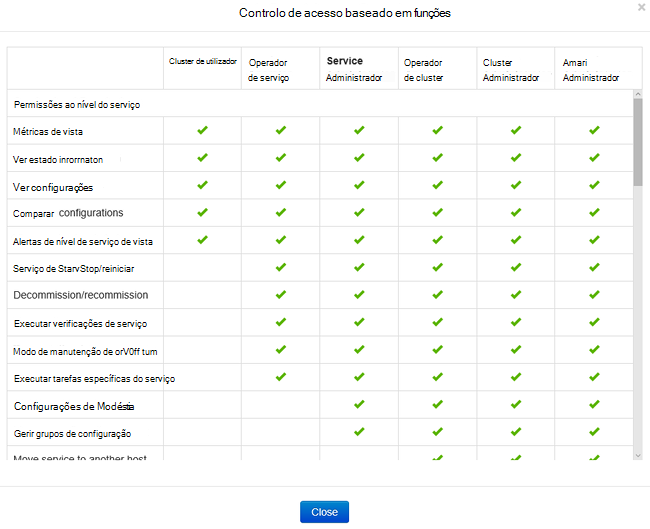 Controlo de acesso baseado em funções
Cluster de utilizador
Operador
de serviço
Service
Administrador
Operador
de cluster
Cluster
Administrador
Amari
Administrador
Permissões ao nível do serviço
Métricas de vista
Ver estado inrorrnaton
Ver configurações
Comparar configurations
Alertas de nível de serviço de vista
Serviço de StarvStop/reiniciar
Decommission/recommission
Executar verificações de serviço
Modo de manutenção de orV0ff tum
Executar tarefas específicas do serviço
Configurações de Modéstia
Gerir grupos de configuração
Move service to another host
Close